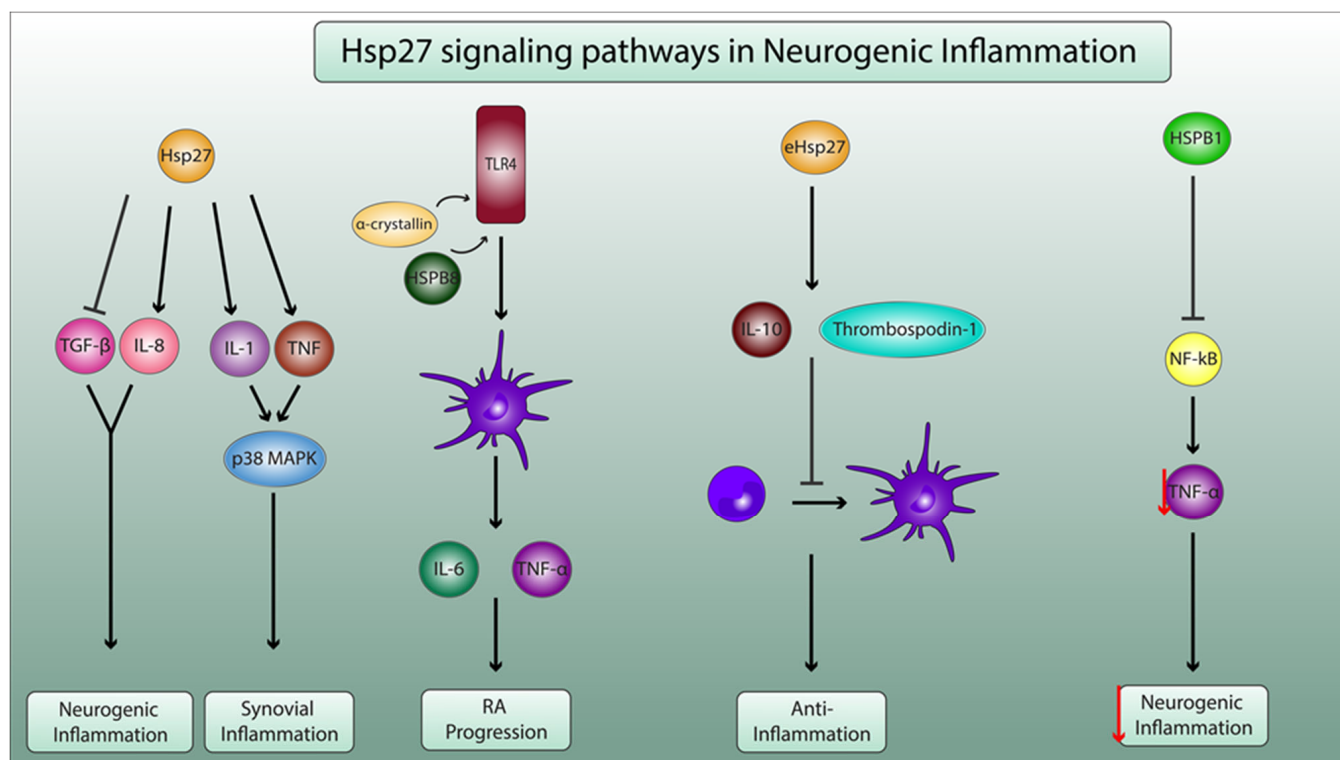 Hsp27 signaling pathways in Neurogenic Inflammation
Hsp27
TGF-β
IL-8
IL-1
TNF
p38 MAPK
Neurogenic
Inflammation
Synovial
Inflammation
TLR4
α-crystallin
HSPB8
IL-6
TNF-α
RA
Progression
eHsp27
IL-10
Thrombospodin-1
Anti-
Inflammation
HSPB1
NF-kB
TNF-α
Neurogenic
Inflammation